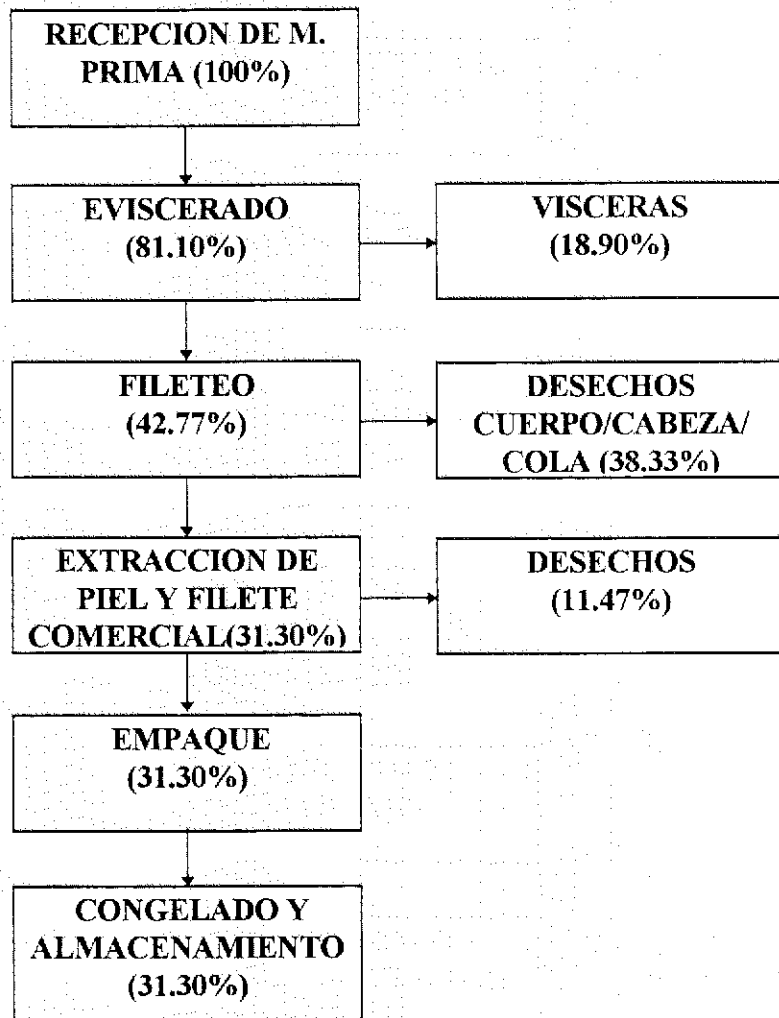 RECEPCION DE M.
PRIMA (100%)
EVISCERADO
(81.10%)
VISCERAS
(18.90%)
FILETEO
(42.77%)
DESECHOS
CUERPO/CABEZA/
COLA (38.33%)
EXTRACCION DE
PIEL Y FILETE
COMERCIAL(31.30%)
DESECHOS
(11.47%)
EMPAQUE
(31.30%)
CONGELADO Y
ALMACENAMIENTO
(31.30%)